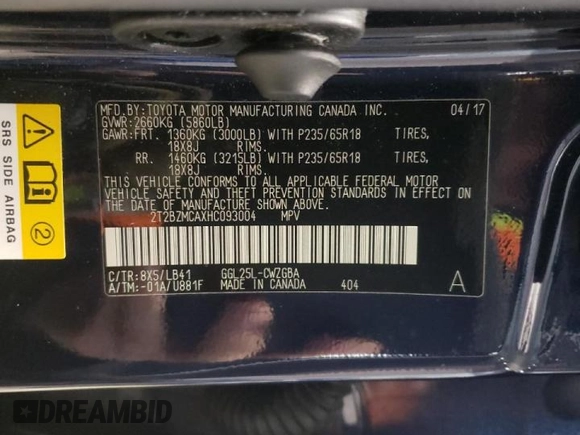 MFD.BY:TOYOTA MOTOR MANUFACTURING CANADA INC. 04/17
GVWR:2660KG (5860LB)
GAWR:FRT. 1360KG (3000LB) WITH P235/65R18 TIRES,
18X8J RIMS.
RR. 1460KG (3215LB) WITH P235/65R18 TIRES,
18X8J RIMS.
THIS VEHICLE CONFORMS TO ALL APPLICABLE FEDERAL MOTOR
VEHICLE SAFETY AND THEFT PREVENTION STANDARDS IN EFFECT
ON THE DATE OF MANUFACTURE SHOWN ABOVE.
2T2BZMCAXHC093004 MPV
C/TR:8X5/LB41 GGL25L-CWZGBA
A/TM:-01A/U881F MADE IN CANADA 404 A
SRS SIDE AIRBAG
2
DREAMBID